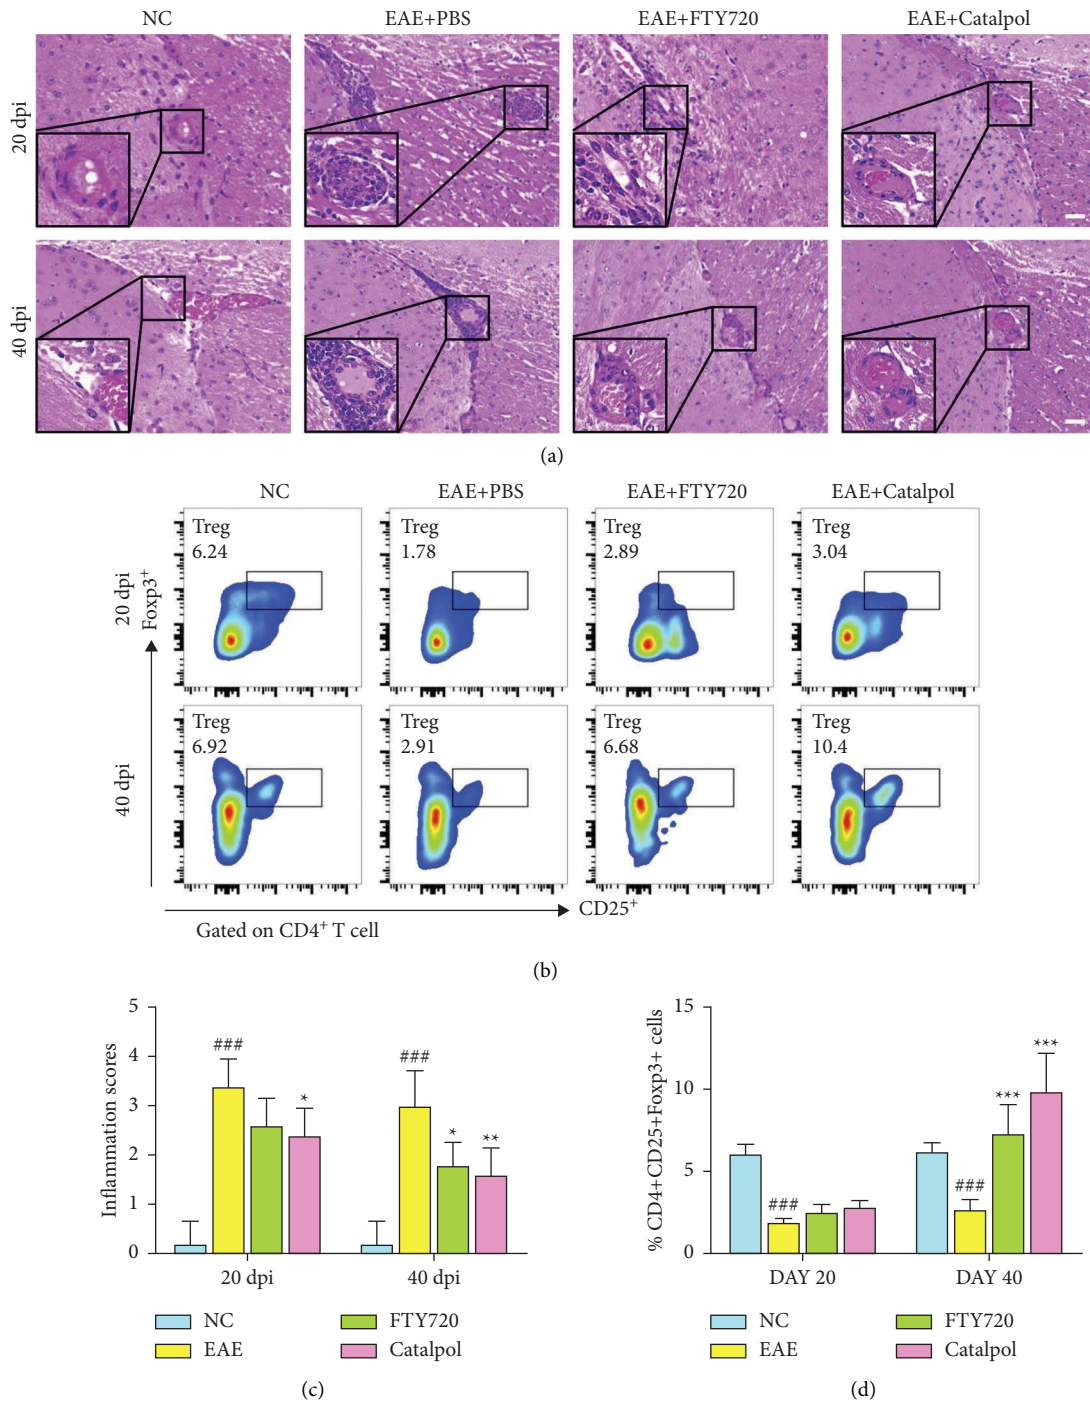 NC EAE+PBS EAE+FTY720 EAE+Catalpol
20 dpi
40 dpi
(a)
NC EAE+PBS EAE+FTY720 EAE+Catalpol
20 dpi
Foxp3⁺
Treg
6.24
Treg
1.78
Treg
2.89
Treg
3.04
40 dpi
Treg
6.92
Treg
2.91
Treg
6.68
Treg
10.4
CD25⁺
Gated on CD4⁺ T cell
(b)
Inflammation scores
5
4
3
2
1
0
###
*
###
*
**
20 dpi 40 dpi
NC FTY720
EAE Catalpol
(c)
% CD4+CD25+Foxp3+ cells
15
10
5
0
###
###
***
***
DAY 20 DAY 40
NC FTY720
EAE Catalpol
(d)